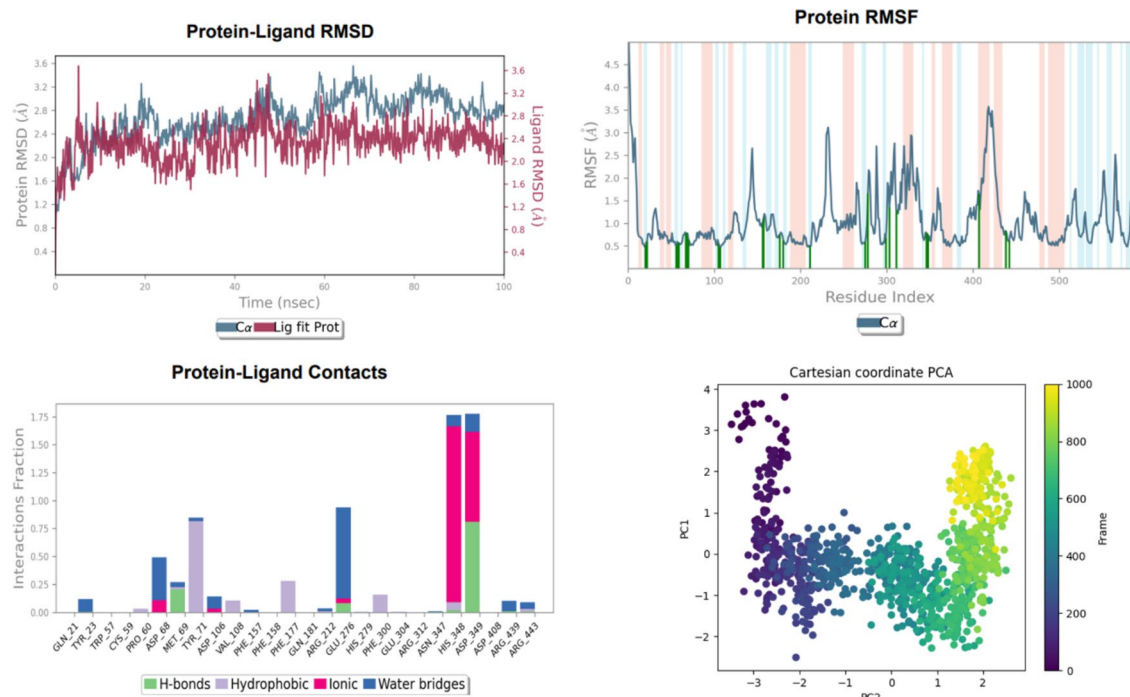 Protein-Ligand RMSD
3.6
3.2
2.8
2.4
2.0
1.6
1.2
0.8
0.4
Protein RMSD (Å)
3.6
3.2
2.8
2.4
2.0
1.6
1.2
0.8
0.4
Ligand RMSD (Å)
0
20
40
60
80
100
Time (nsec)
Cα
Lig fit Prot
Protein RMSF
4.5
4.0
3.5
3.0
2.5
2.0
1.5
1.0
0.5
RMSF (Å)
0
100
200
300
400
500
Residue Index
Cα
Protein-Ligand Contacts
1.75
1.50
1.25
1.00
0.75
0.50
0.25
0.00
Interactions Fraction
GLN_21
TYR_23
TRP_57
CYS_59
PRO_60
ASP_68
MET_69
TYR_71
ASP_106
VAL_108
PHE_157
PHE_158
PHE_177
GLN_181
ARG_212
GLU_276
HIS_279
PHE_300
GLU_304
ARG_312
ASN_347
HIS_348
ASP_349
ASP_408
ARG_439
ARG_443
H-bonds
Hydrophobic
Ionic
Water bridges
Cartesian coordinate PCA
4
3
2
1
0
−1
−2
PC1
−3
−2
−1
0
1
2
PC2
1000
800
600
400
200
0
Frame